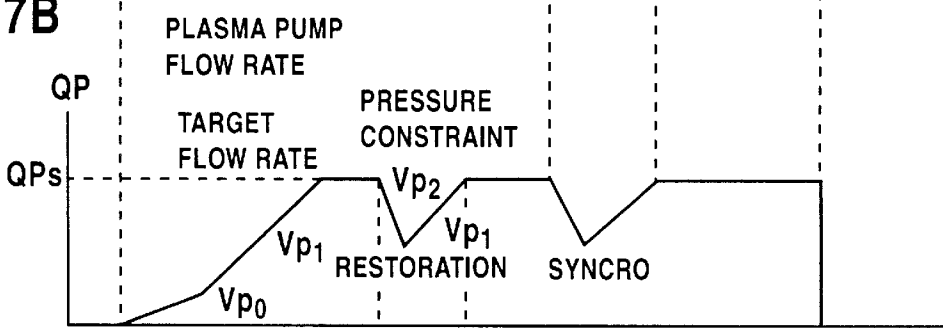 7B
PLASMA PUMP
FLOW RATE
QP
PRESSURE
CONSTRAINT
TARGET
FLOW RATE
QPs
Vp2
Vp1
Vp1
RESTORATION
SYNCRO
Vp0